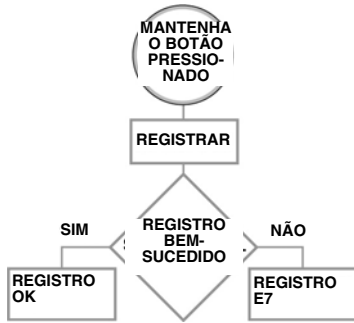 MANTENHA
O BOTÃO
PRESSIO-
NADO
REGISTRAR
SIM
REGISTRO
BEM-
SUCEDIDO
NÃO
REGISTRO
OK
REGISTRO
E7